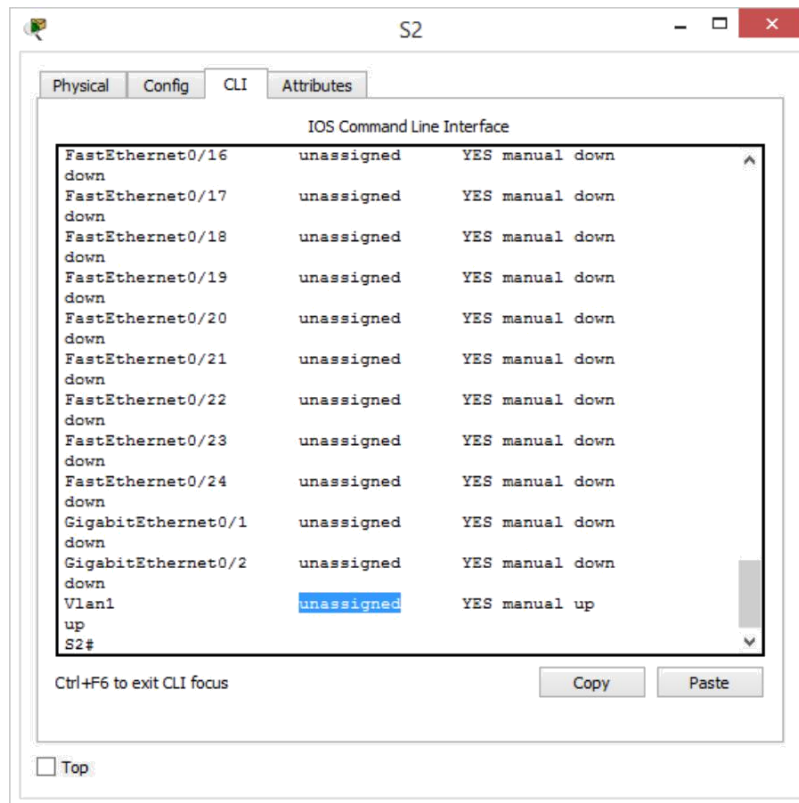 S2
Physical Config CLI Attributes
IOS Command Line Interface
FastEthernet0/16 unassigned YES manual down
down
FastEthernet0/17 unassigned YES manual down
down
FastEthernet0/18 unassigned YES manual down
down
FastEthernet0/19 unassigned YES manual down
down
FastEthernet0/20 unassigned YES manual down
down
FastEthernet0/21 unassigned YES manual down
down
FastEthernet0/22 unassigned YES manual down
down
FastEthernet0/23 unassigned YES manual down
down
FastEthernet0/24 unassigned YES manual down
down
GigabitEthernet0/1 unassigned YES manual down
down
GigabitEthernet0/2 unassigned YES manual down
down
Vlan1 unassigned YES manual up
up
S2#
Ctrl+F6 to exit CLI focus Copy Paste
Top